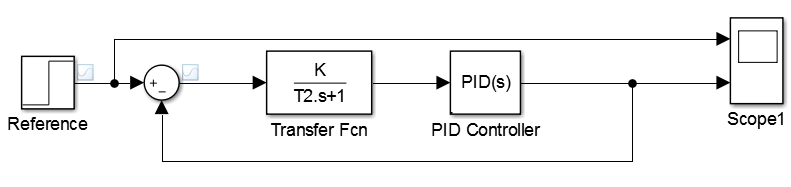 Reference
+
−
K
T2.s+1
Transfer Fcn
PID(s)
PID Controller
Scope1